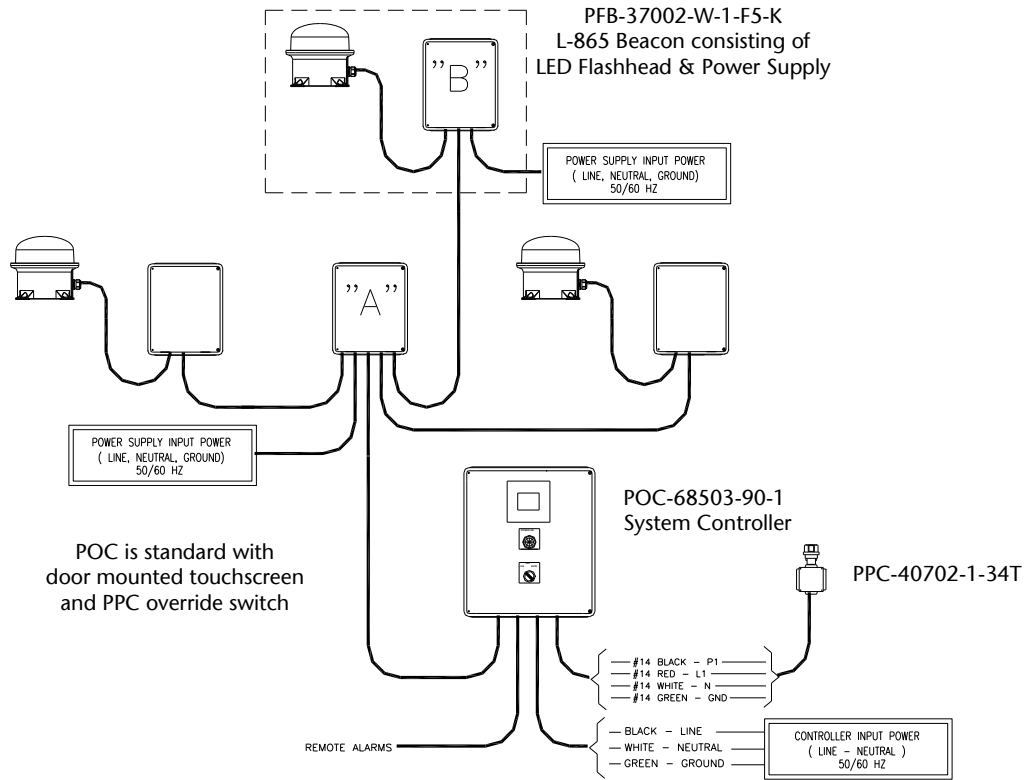 PFB-37002-W-1-F5-K
L-865 Beacon consisting of
LED Flashhead & Power Supply
"B"
POWER SUPPLY INPUT POWER
( LINE, NEUTRAL, GROUND)
50/60 HZ
"A"
POWER SUPPLY INPUT POWER
( LINE, NEUTRAL, GROUND)
50/60 HZ
POC-68503-90-1
System Controller
POC is standard with
door mounted touchscreen
and PPC override switch
PPC-40702-1-34T
#14 BLACK - P1
#14 RED - L1
#14 WHITE - N
#14 GREEN - GND
REMOTE ALARMS
BLACK - LINE
WHITE - NEUTRAL
GREEN - GROUND
CONTROLLER INPUT POWER
( LINE - NEUTRAL )
50/60 HZ